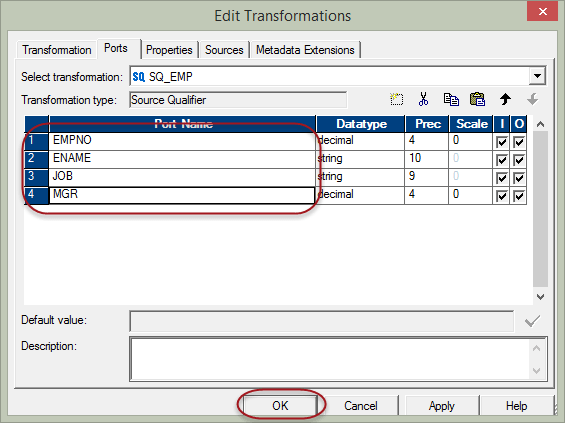 Edit Transformations
Transformation Ports Properties Sources Metadata Extensions
Select transformation: SQ SQ_EMP
Transformation type: Source Qualifier
Port Name Datatype Prec Scale I O
1 EMPNO decimal 4 0
2 ENAME string 10 0
3 JOB string 9 0
4 MGR decimal 4 0
Default value:
Description:
OK Cancel Apply Help